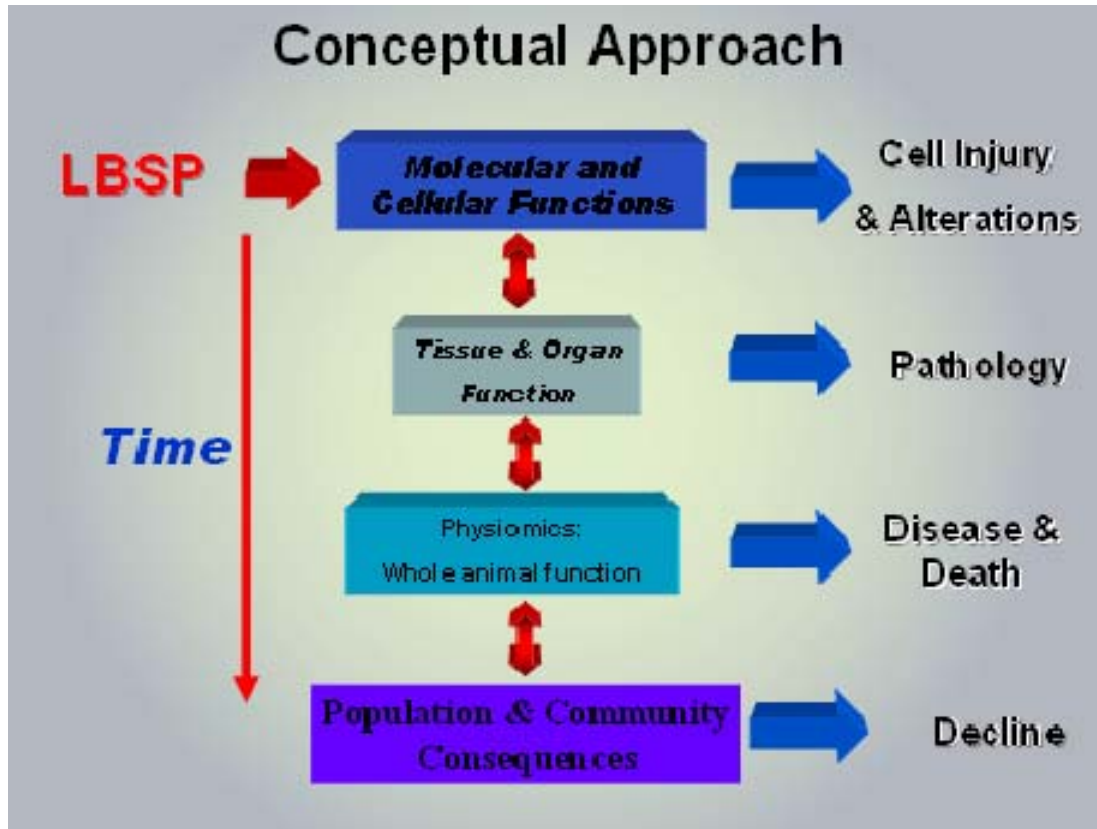 Conceptual Approach
LBSP
Molecular and
Cellular Functions
Cell Injury
& Alterations
Tissue & Organ
Function
Pathology
Time
Physiomics:
Whole animal function
Disease &
Death
Population & Community
Consequences
Decline